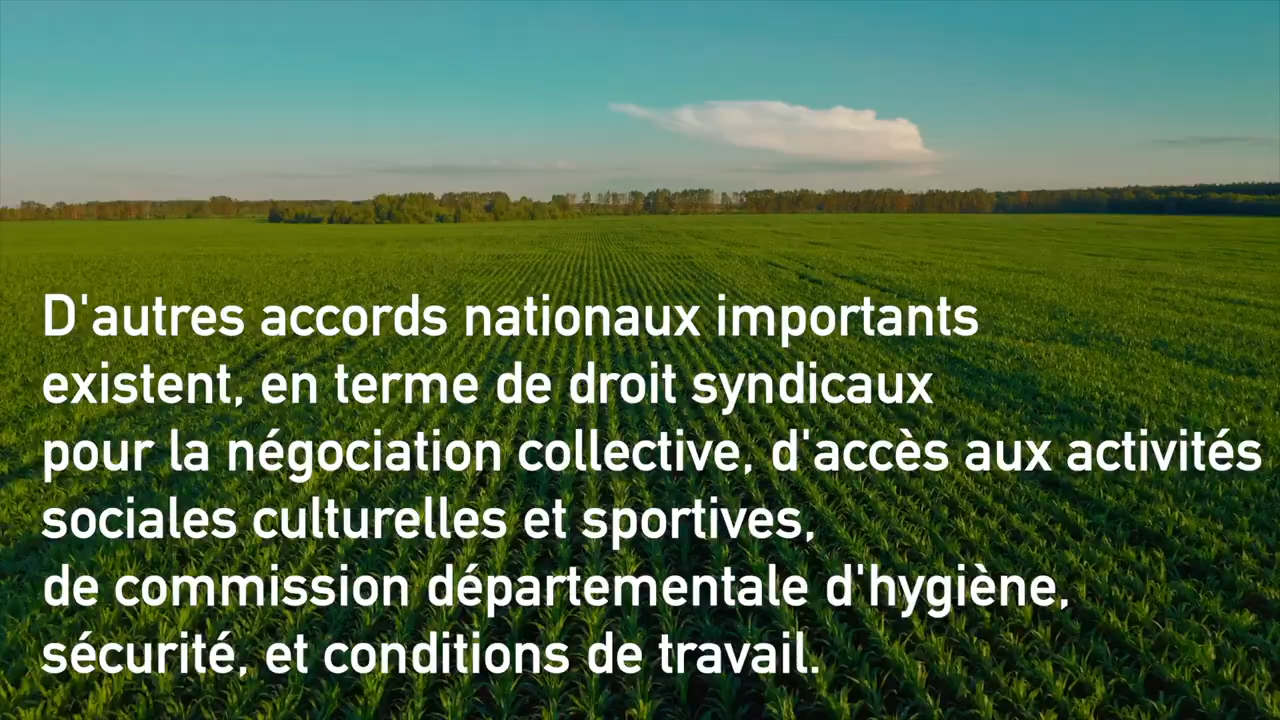 D'autres accords nationaux importants
existent, en terme de droit syndicaux
pour la négociation collective, d'accès aux activités
sociales culturelles et sportives,
de commission départementale d'hygiène,
sécurité, et conditions de travail.